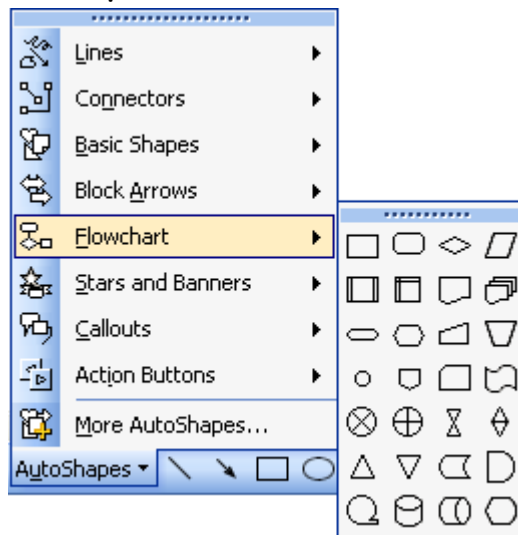 Lines
Connectors
Basic Shapes
Block Arrows
Flowchart
Stars and Banners
Callouts
Action Buttons
More AutoShapes...
AutoShapes